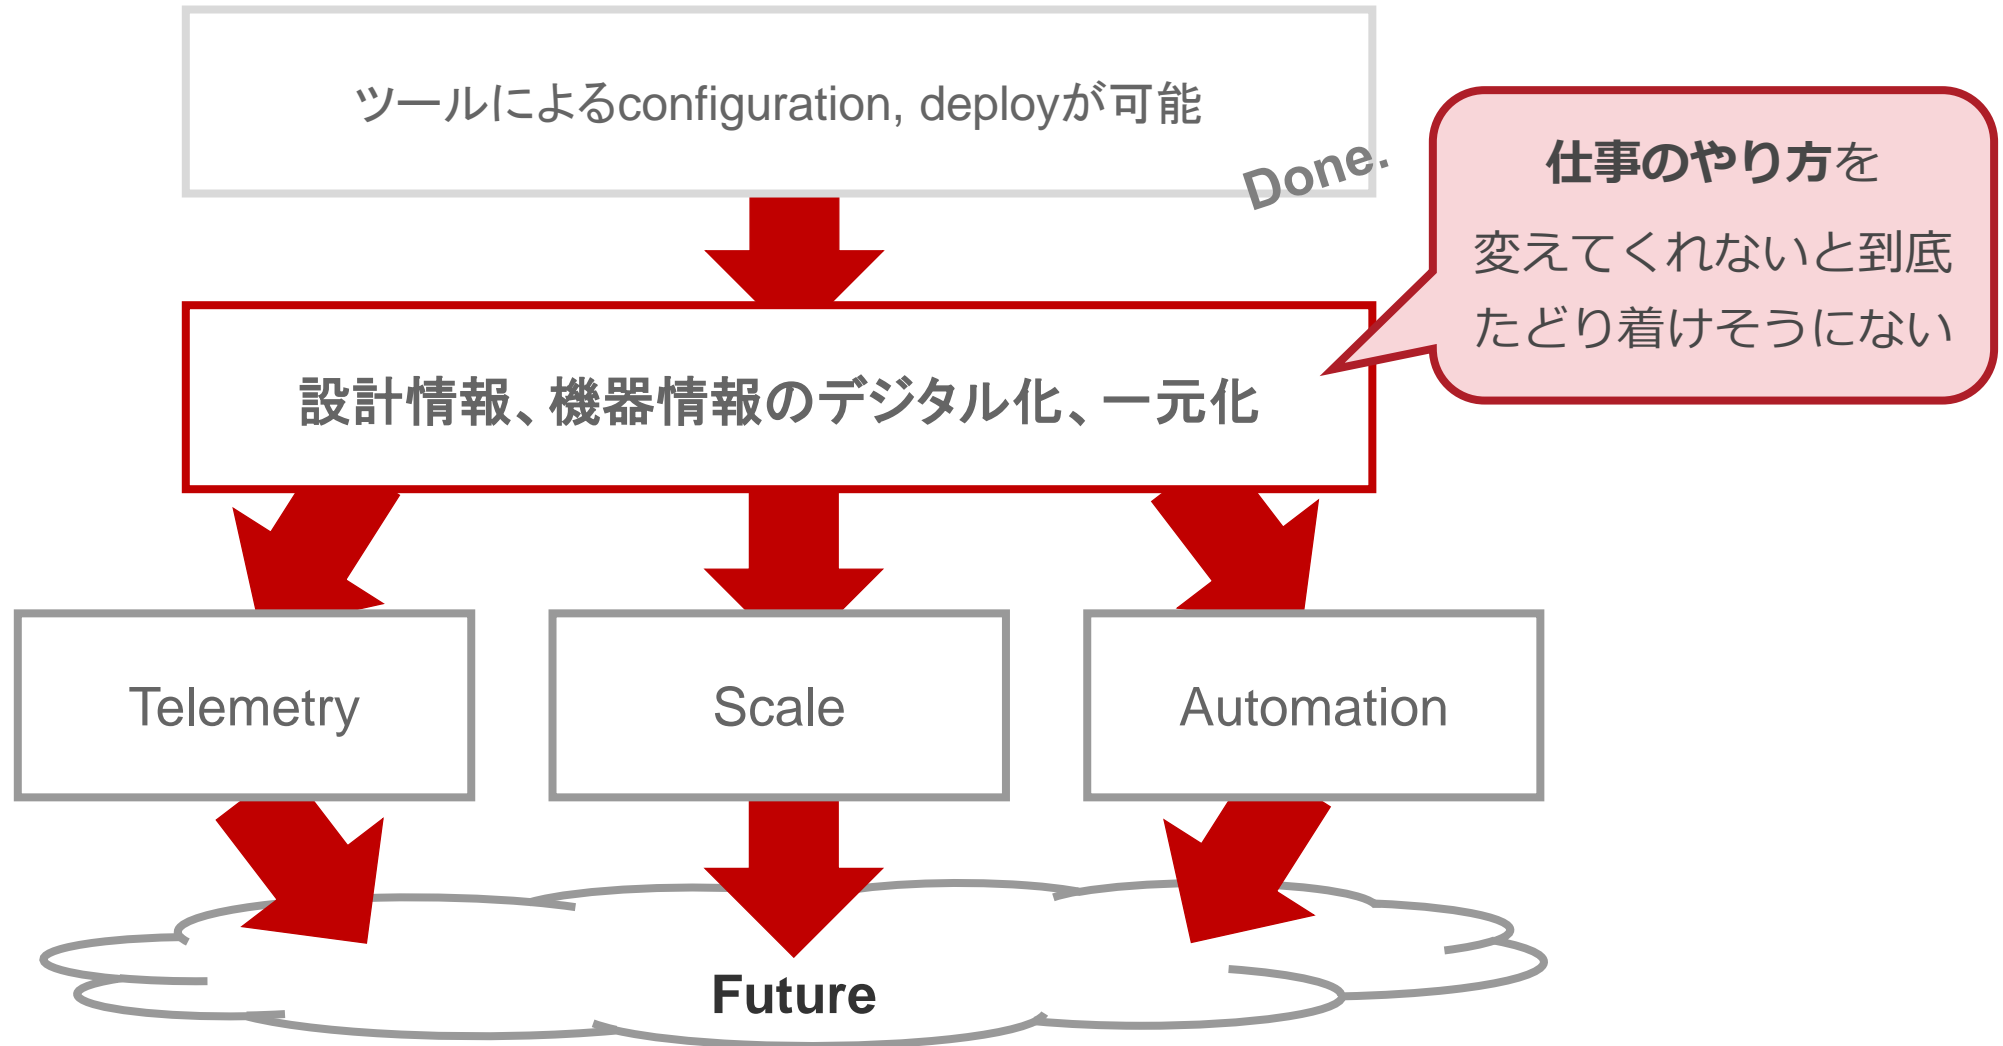 ツールによるconfiguration, deployが可能
Done.
仕事のやり方を
変えてくれないと到底
たどり着けそうにない
設計情報、機器情報のデジタル化、一元化
Telemetry
Scale
Automation
Future